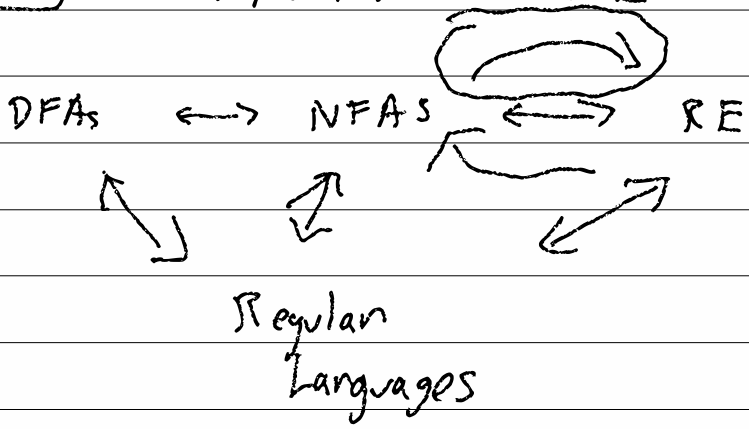 DFAs ↔ NFAS ↔ RE
Regular
Languages